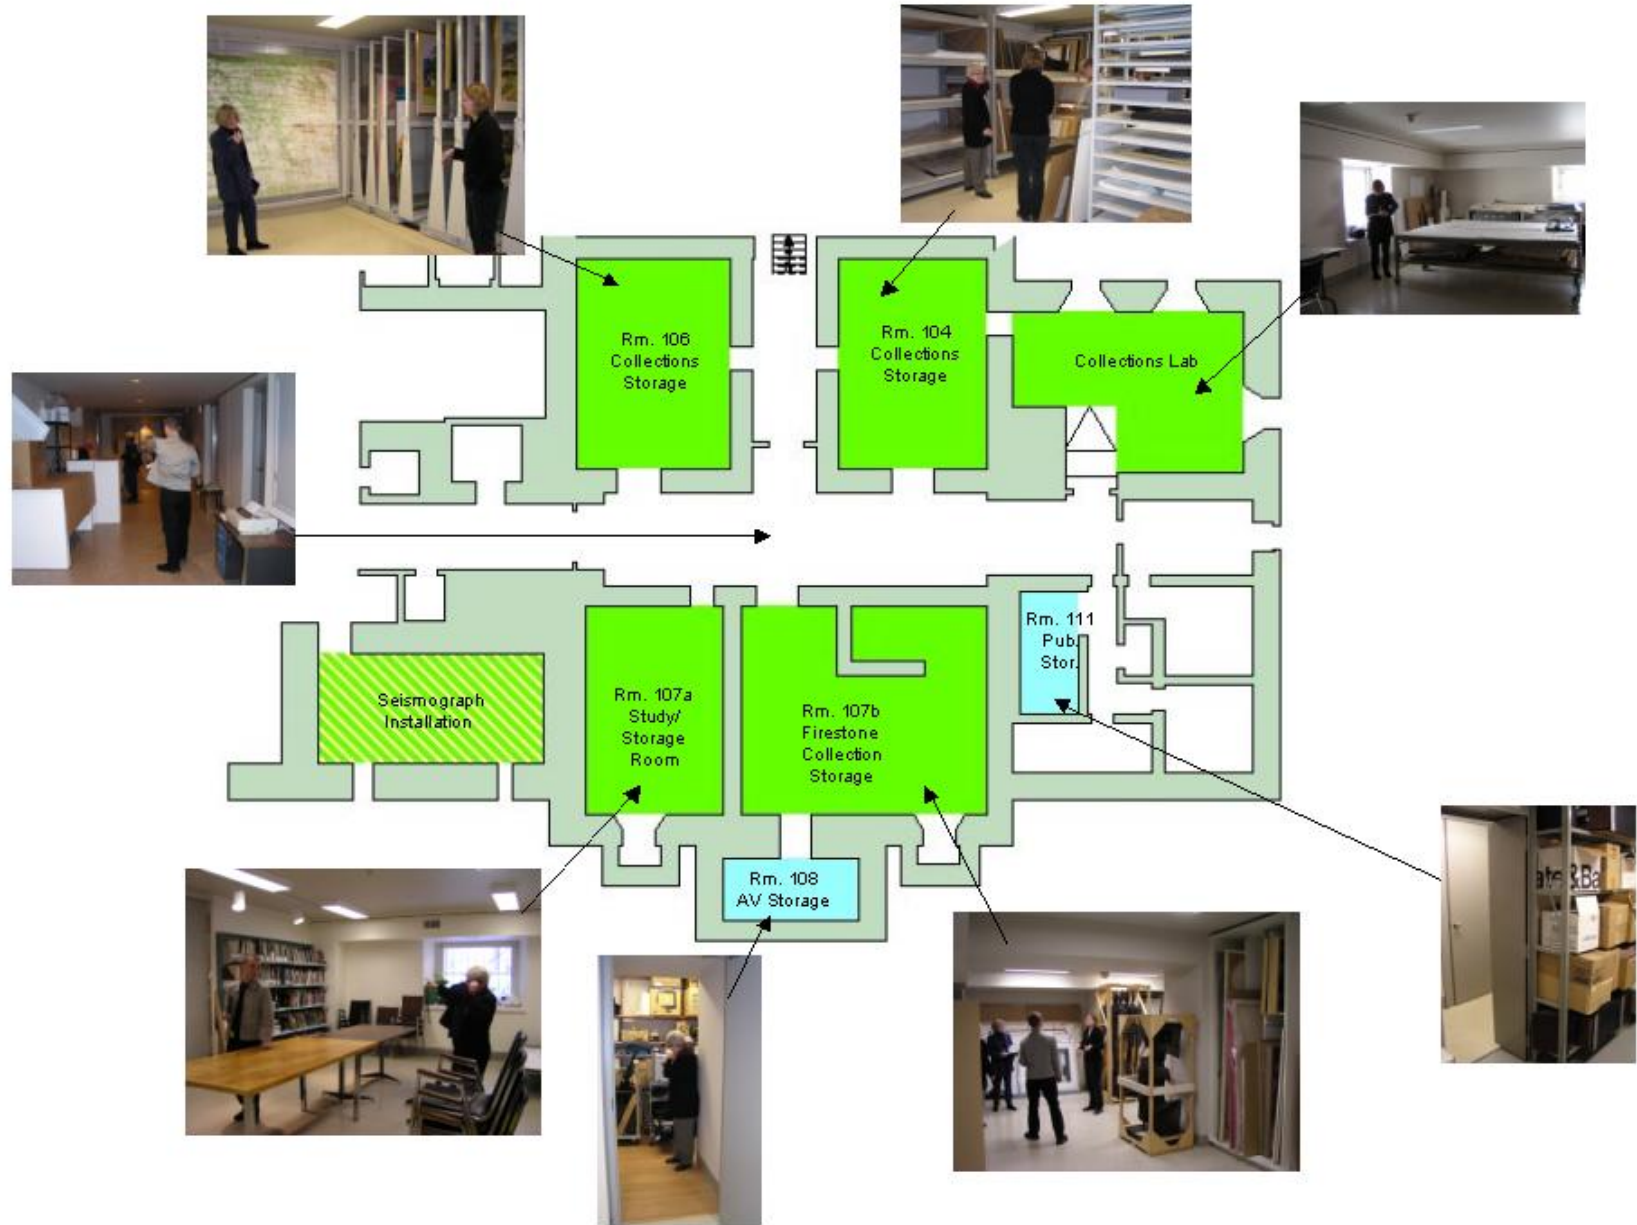 Rm. 106
Collections
Storage
Rm. 104
Collections
Storage
Collections Lab
Rm. 111
Pub.
Stor.
Seismograph
Installation
Rm. 107a
Study/
Storage
Room
Rm. 107b
Firestone
Collection
Storage
Rm. 108
AV Storage